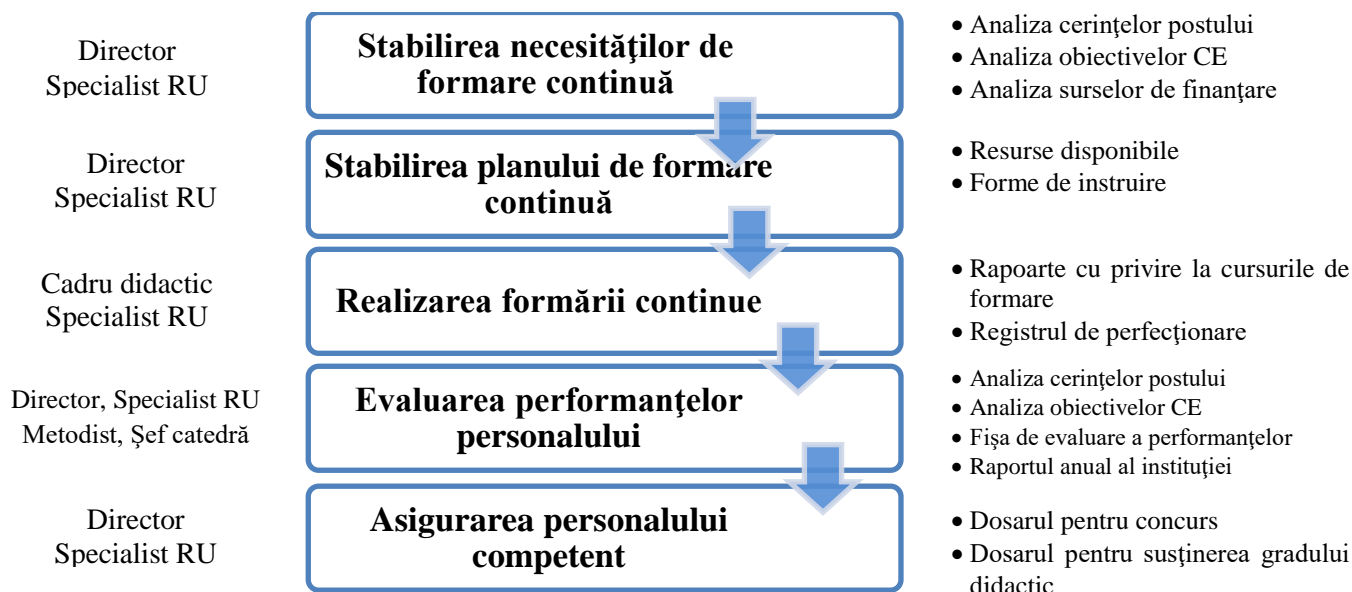 Director
Specialist RU
Stabilirea necesităţilor de
formare continuă
• Analiza cerinţelor postului
• Analiza obiectivelor CE
• Analiza surselor de finanţare
Director
Specialist RU
Stabilirea planului de formare
continuă
• Resurse disponibile
• Forme de instruire
Cadru didactic
Specialist RU
Realizarea formării continue
• Rapoarte cu privire la cursurile de
formare
• Registrul de perfecţionare
Director, Specialist RU
Metodist, Şef catedră
Evaluarea performanţelor
personalului
• Analiza cerinţelor postului
• Analiza obiectivelor CE
• Fişa de evaluare a performanţelor
• Raportul anual al instituţiei
Director
Specialist RU
Asigurarea personalului
competent
• Dosarul pentru concurs
• Dosarul pentru susţinerea gradului
didactic